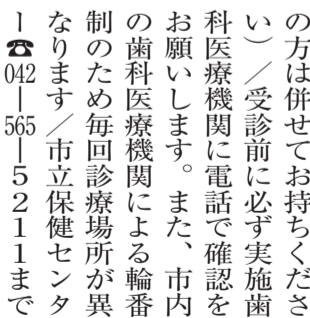 の方は併せてお持ちくださ
い）／受診前に必ず実施歯
科医療機関に電話で確認を
お願いします。また、市内
の歯科医療機関による輪番
制のため毎回診療場所が異
なります／市立保健センタ
ー☎042―565―5211まで